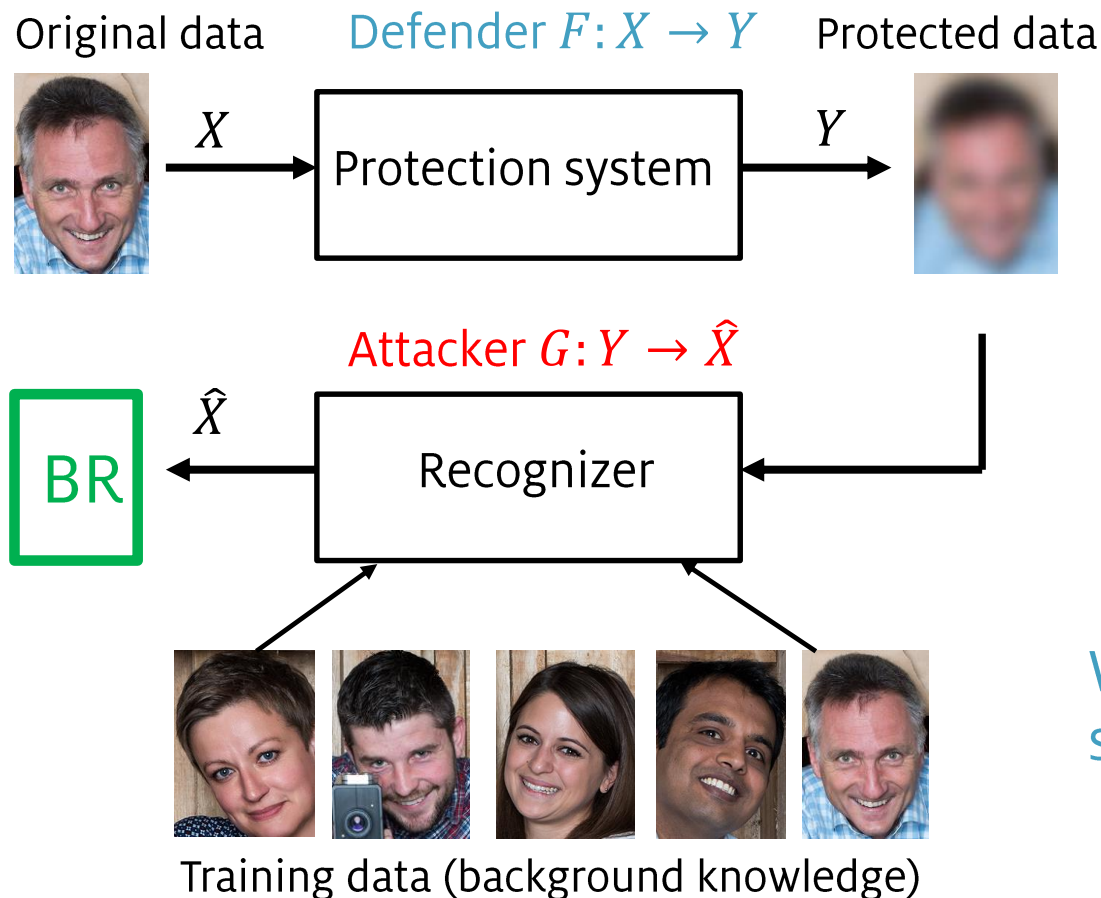 Original data
Defender F: X → Y
Protected data
X
Protection system
Y
Attacker G: Y → X̂
X̂
BR
Recognizer
Training data (background knowledge)